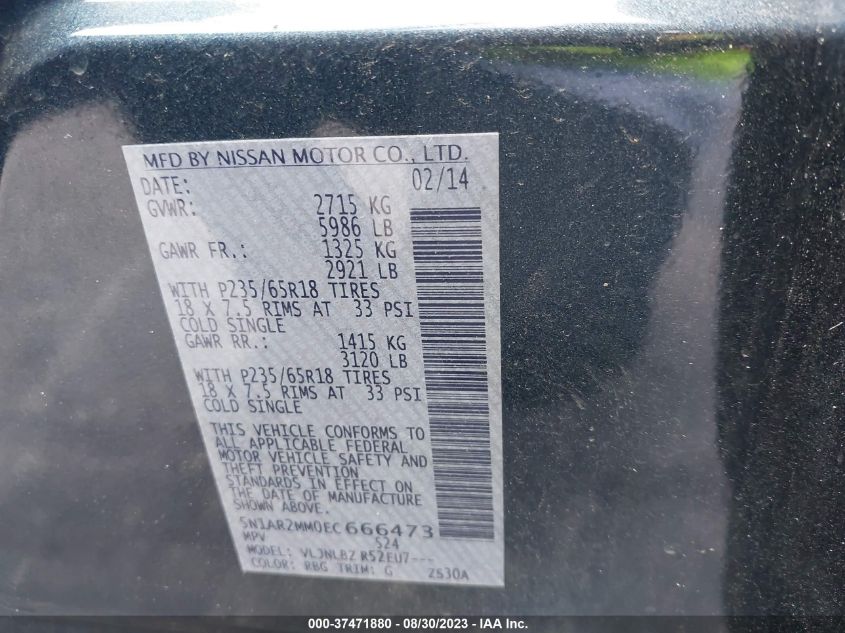 MFD BY NISSAN MOTOR CO., LTD.
DATE: 02/14
GVWR: 2715 KG
5986 LB
GAWR FR.: 1325 KG
2921 LB
WITH P235/65R18 TIRES
18 X 7.5 RIMS AT 33 PSI
COLD SINGLE
GAWR RR.: 1415 KG
3120 LB
WITH P235/65R18 TIRES
18 X 7.5 RIMS AT 33 PSI
COLD SINGLE
THIS VEHICLE CONFORMS TO
ALL APPLICABLE FEDERAL
MOTOR VEHICLE SAFETY AND
THEFT PREVENTION
STANDARDS IN EFFECT ON
THE DATE OF MANUFACTURE
SHOWN ABOVE.
5N1AR2MM0EC666473
MPV S24
MODEL: VLJNLBZ R52EU7---
COLOR: RBG TRIM: G 2S30A
000-37471880 - 08/30/2023 - IAA Inc.